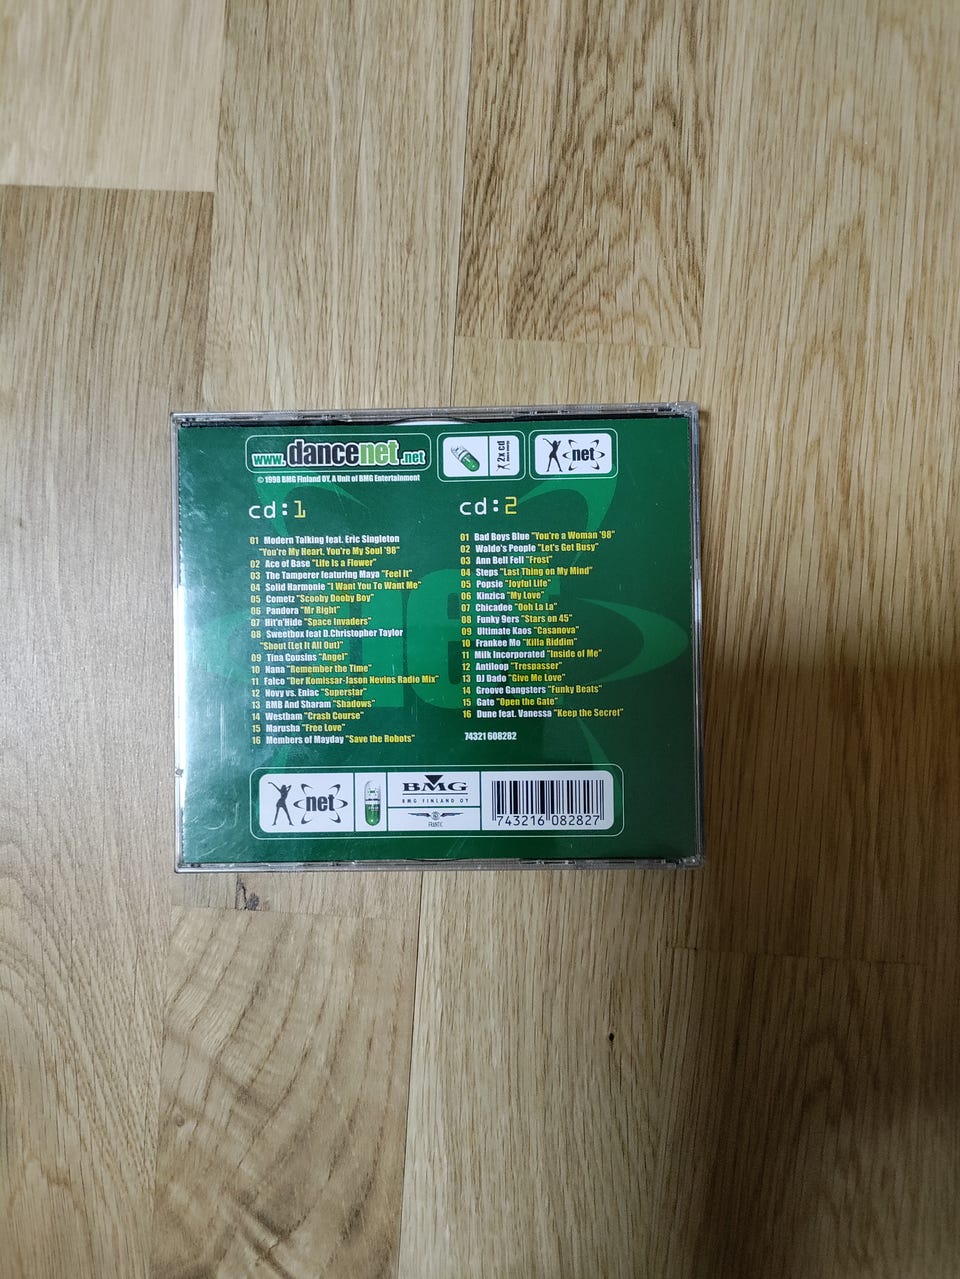 www.dancenet.net
2x cd
net
© 1998 BMG Finland OY, A Unit of BMG Entertainment
cd:1
01 Modern Talking feat. Eric Singleton
"You're My Heart, You're My Soul '98"
02 Ace of Base "Life Is a Flower"
03 The Tamperer featuring Maya "Feel It"
04 Solid Harmonie "I Want You To Want Me"
05 Cometz "Scooby Dooby Boy"
06 Pandora "Mr Right"
07 Hit'n'Hide "Space Invaders"
08 Sweetbox feat D.Christopher Taylor
"Shout (Let It All Out)"
09 Tina Cousins "Angel"
10 Nana "Remember the Time"
11 Falco "Der Komissar-Jason Nevins Radio Mix"
12 Novy vs. Eniac "Superstar"
13 RMB And Sharam "Shadows"
14 Westbam "Crash Course"
15 Marusha "Free Love"
16 Members of Mayday "Save the Robots"
cd:2
01 Bad Boys Blue "You're a Woman '98"
02 Waldo's People "Let's Get Busy"
03 Ann Bell Fell "Frost"
04 Steps "Last Thing on My Mind"
05 Popsie "Joyful Life"
06 Kinzica "My Love"
07 Chicadee "Ooh La La"
08 Funky 9ers "Stars on 45"
09 Ultimate Kaos "Casanova"
10 Frankee Mo "Killa Riddim"
11 Milk Incorporated "Inside of Me"
12 Antiloop "Trespasser"
13 DJ Dado "Give Me Love"
14 Groove Gangsters "Funky Beats"
15 Gate "Open the Gate"
16 Dune feat. Vanessa "Keep the Secret"
74321 608282
net
BMG
BMG FINLAND OY
FRANTIC
743216 082827